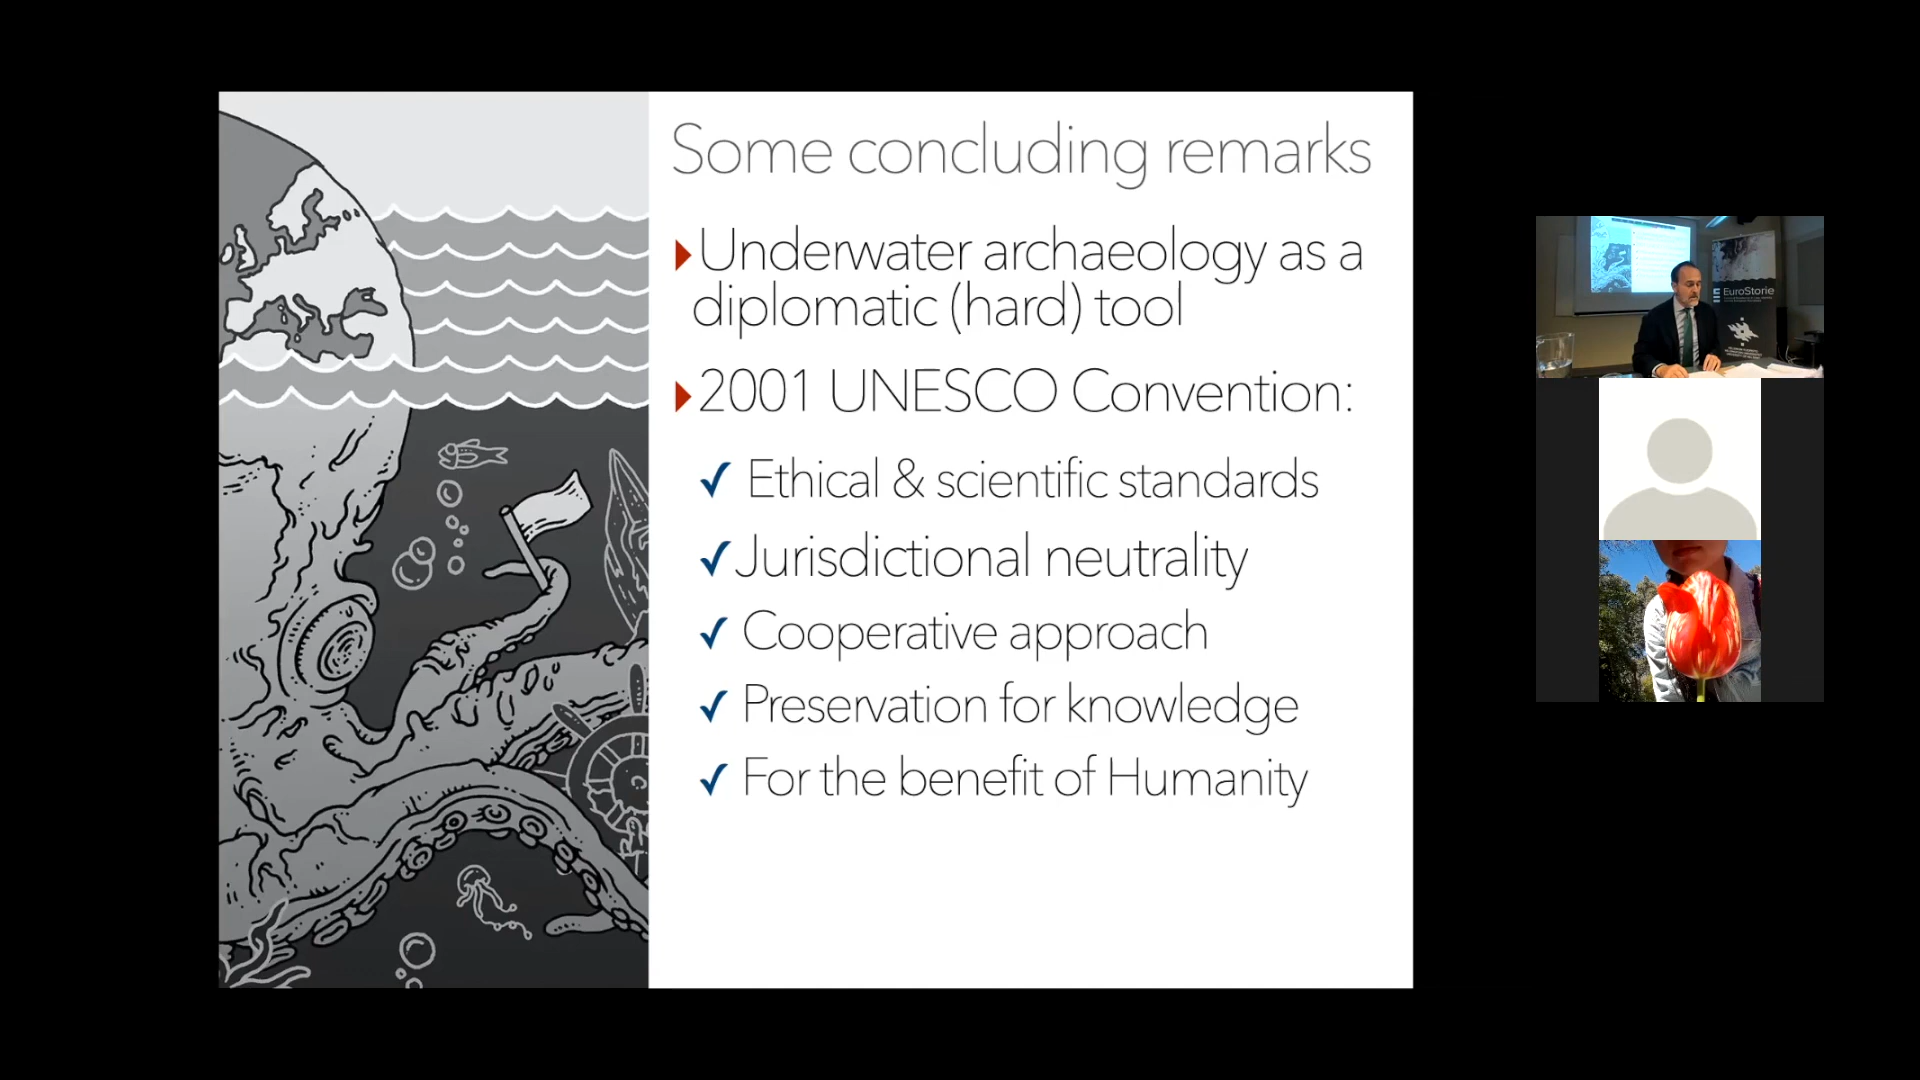 Some concluding remarks
Underwater archaeology as a
diplomatic (hard) tool
2001 UNESCO Convention:
✓ Ethical & scientific standards
✓ Jurisdictional neutrality
✓ Cooperative approach
✓ Preservation for knowledge
✓ For the benefit of Humanity
EuroStorie